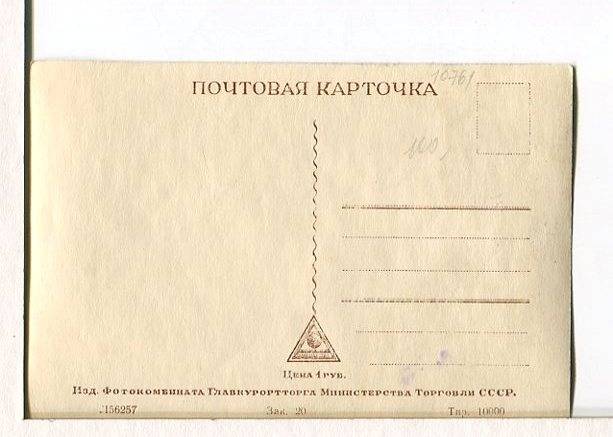 10761
ПОЧТОВАЯ КАРТОЧКА
100,
Цена 1 руб.
Изд. Фотокомбината Главкурортторга Министерства Торговли СССР.
Л56257 Зак. 20 Тир. 10000